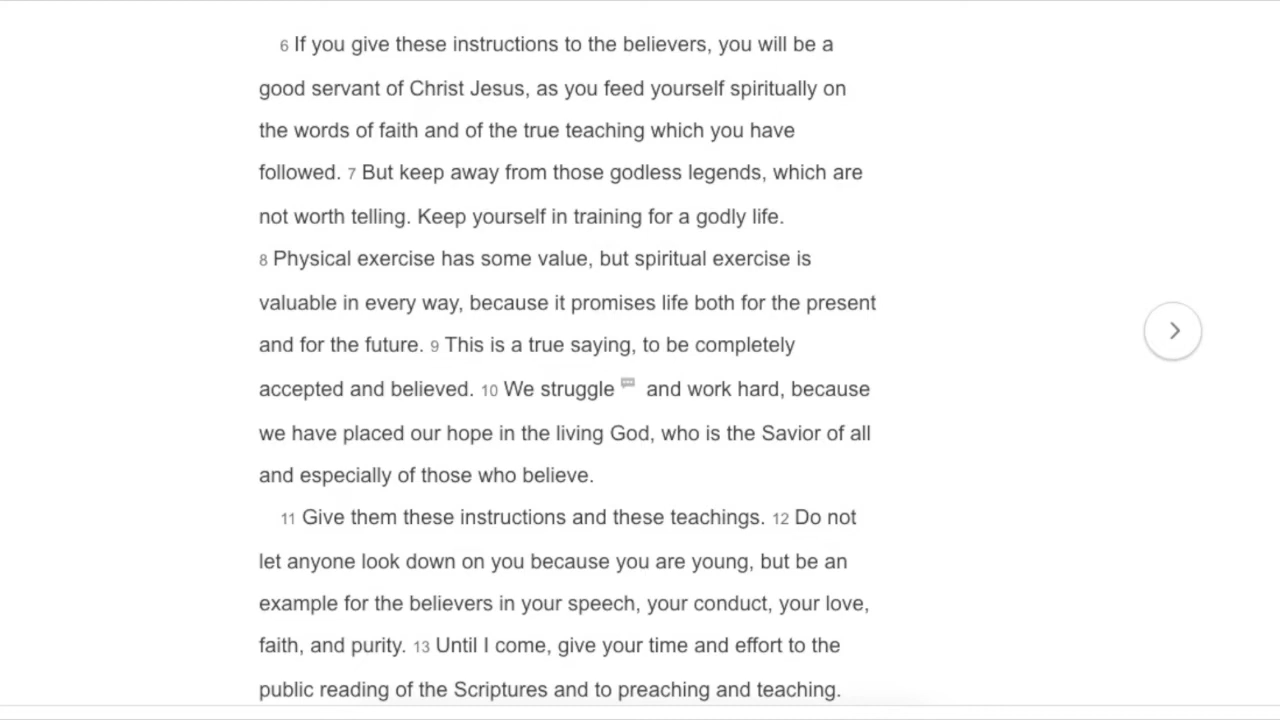 6 If you give these instructions to the believers, you will be a
good servant of Christ Jesus, as you feed yourself spiritually on
the words of faith and of the true teaching which you have
followed. 7 But keep away from those godless legends, which are
not worth telling. Keep yourself in training for a godly life.
8 Physical exercise has some value, but spiritual exercise is
valuable in every way, because it promises life both for the present
and for the future. 9 This is a true saying, to be completely
accepted and believed. 10 We struggle and work hard, because
we have placed our hope in the living God, who is the Savior of all
and especially of those who believe.
11 Give them these instructions and these teachings. 12 Do not
let anyone look down on you because you are young, but be an
example for the believers in your speech, your conduct, your love,
faith, and purity. 13 Until I come, give your time and effort to the
public reading of the Scriptures and to preaching and teaching.